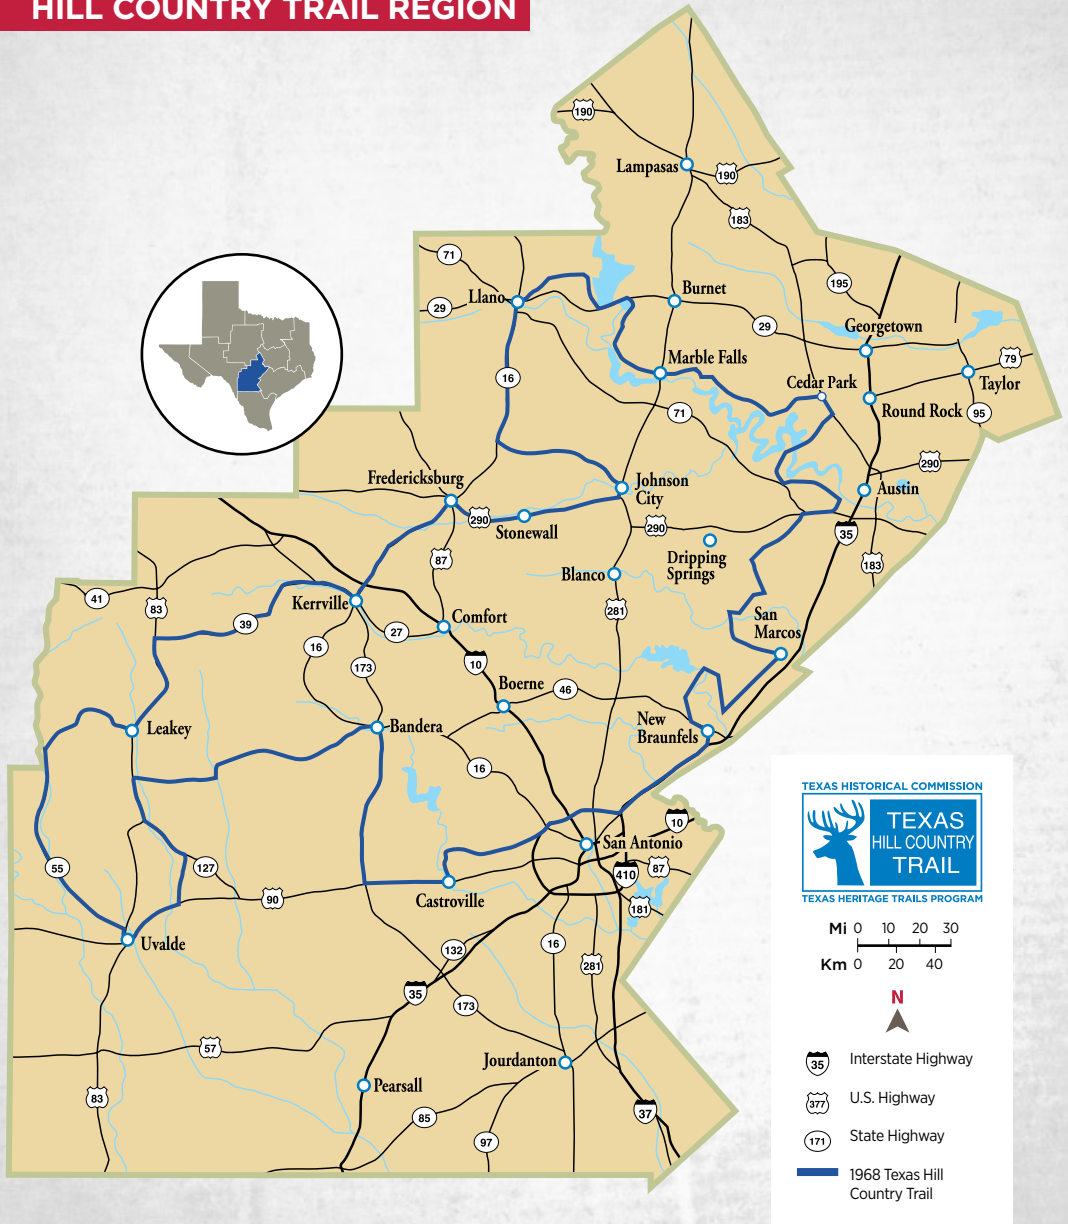 HILL COUNTRY TRAIL REGION
190
Lampasas
190
183
71
195
Llano
29
Burnet
29
Georgetown
Marble Falls
79
16
Cedar Park
Taylor
71
Round Rock
95
Fredericksburg
290
Johnson
City
Austin
290
Stonewall
290
35
Dripping
Springs
87
183
Blanco
41
83
Kerrville
281
San
Marcos
39
27
Comfort
16
173
10
Boerne
46
Leakey
Bandera
New
Braunfels
16
10
San Antonio
55
127
410
87
90
Castroville
181
Uvalde
132
16
281
35
173
57
Jourdanton
Pearsall
83
85
37
97
TEXAS HISTORICAL COMMISSION
TEXAS
HILL COUNTRY
TRAIL
TEXAS HERITAGE TRAILS PROGRAM
Mi 0 10 20 30
Km 0 20 40
N
35 Interstate Highway
377 U.S. Highway
171 State Highway
1968 Texas Hill
Country Trail